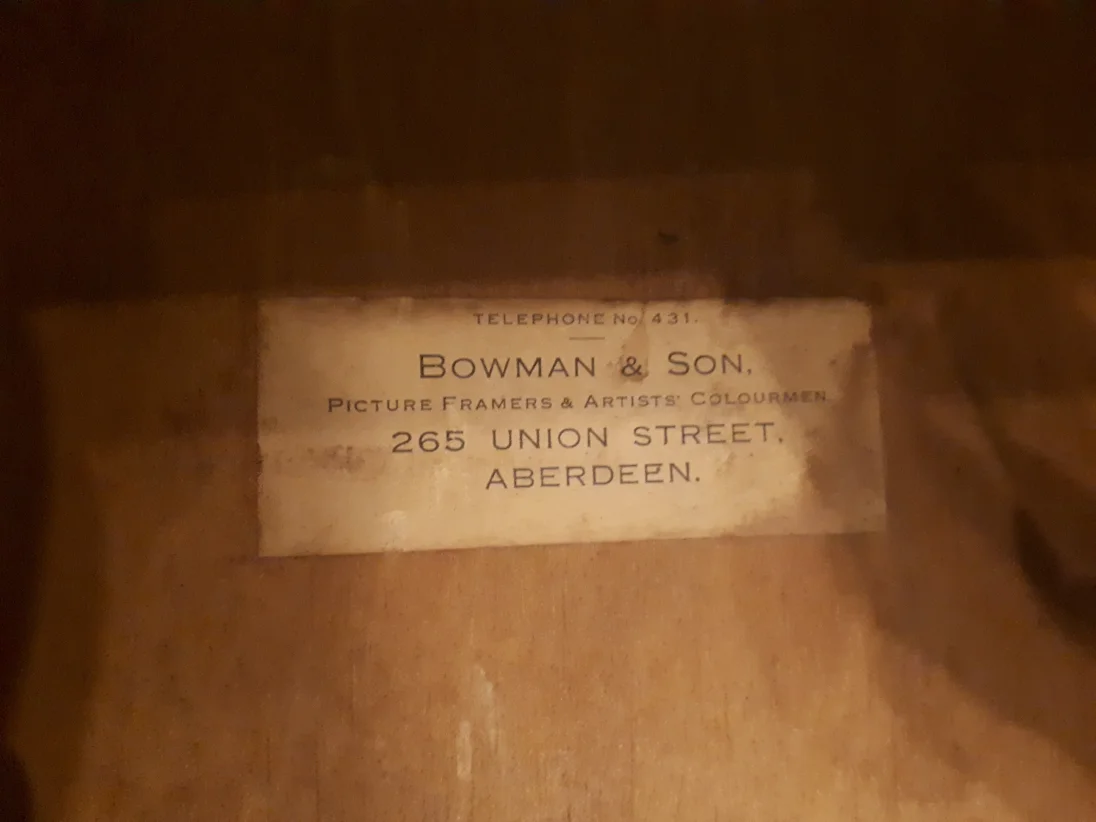 TELEPHONE No 431.
BOWMAN & SON,
PICTURE FRAMERS & ARTISTS' COLOURMEN
265 UNION STREET,
ABERDEEN.